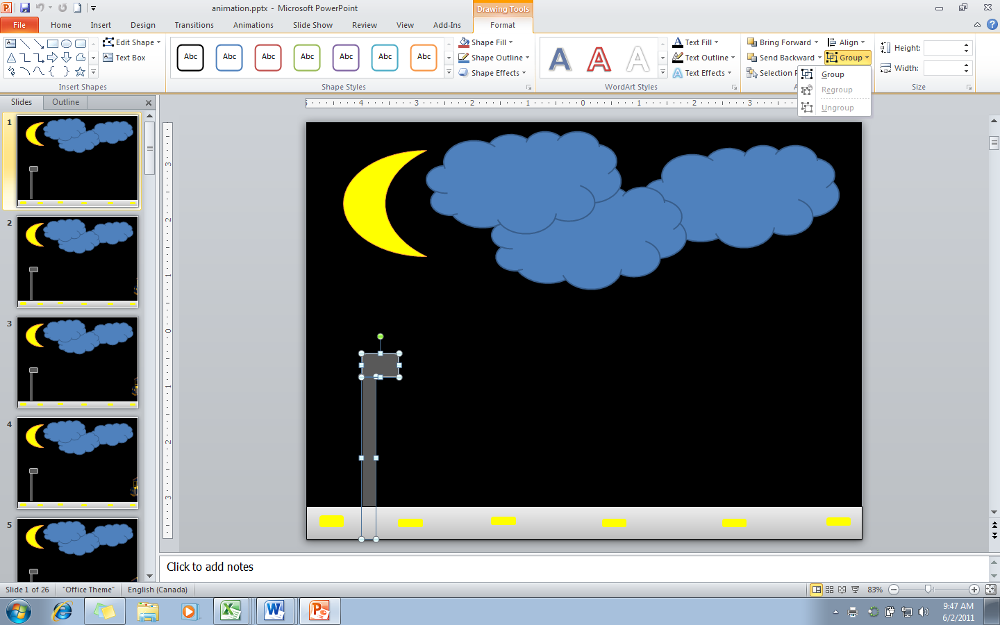 animation.pptx - Microsoft PowerPoint
Drawing Tools
File Home Insert Design Transitions Animations Slide Show Review View Add-Ins Format
Edit Shape
Text Box
Insert Shapes
Abc Abc Abc Abc Abc Abc Abc
Shape Fill
Shape Outline
Shape Effects
Shape Styles
A A A
Text Fill
Text Outline
Text Effects
WordArt Styles
Bring Forward
Send Backward
Selection P
Align
Group
A
Group
Regroup
Ungroup
Height:
Width:
Size
Slides Outline
4 3 2 1 0 1 2 3
3
2
1
0
1
2
3
1
2
3
4
5
Click to add notes
Slide 1 of 26 "Office Theme" English (Canada) 83%
9:47 AM
6/2/2011